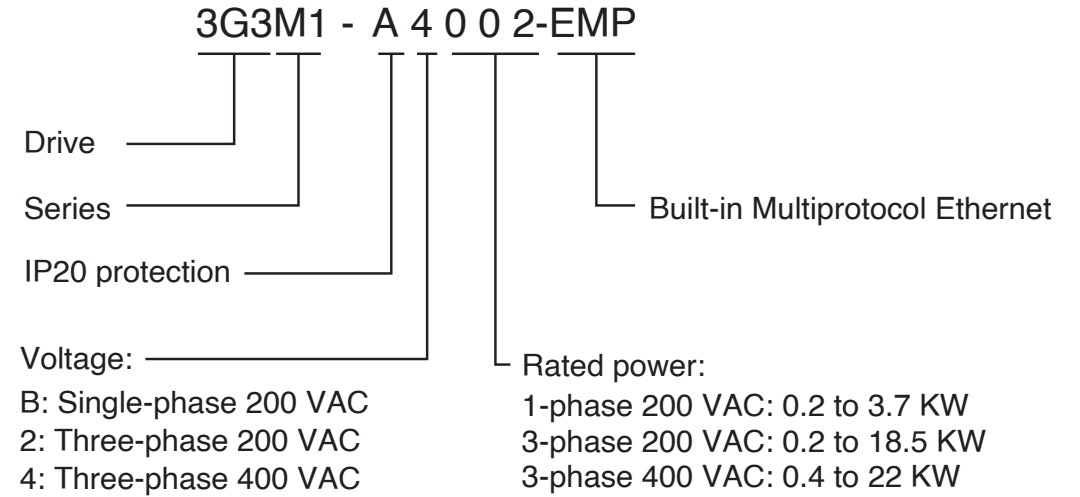 3G3M1 - A 4 0 0 2-EMP
Drive
Series
Built-in Multiprotocol Ethernet
IP20 protection
Voltage:
B: Single-phase 200 VAC
2: Three-phase 200 VAC
4: Three-phase 400 VAC
Rated power:
1-phase 200 VAC: 0.2 to 3.7 KW
3-phase 200 VAC: 0.2 to 18.5 KW
3-phase 400 VAC: 0.4 to 22 KW